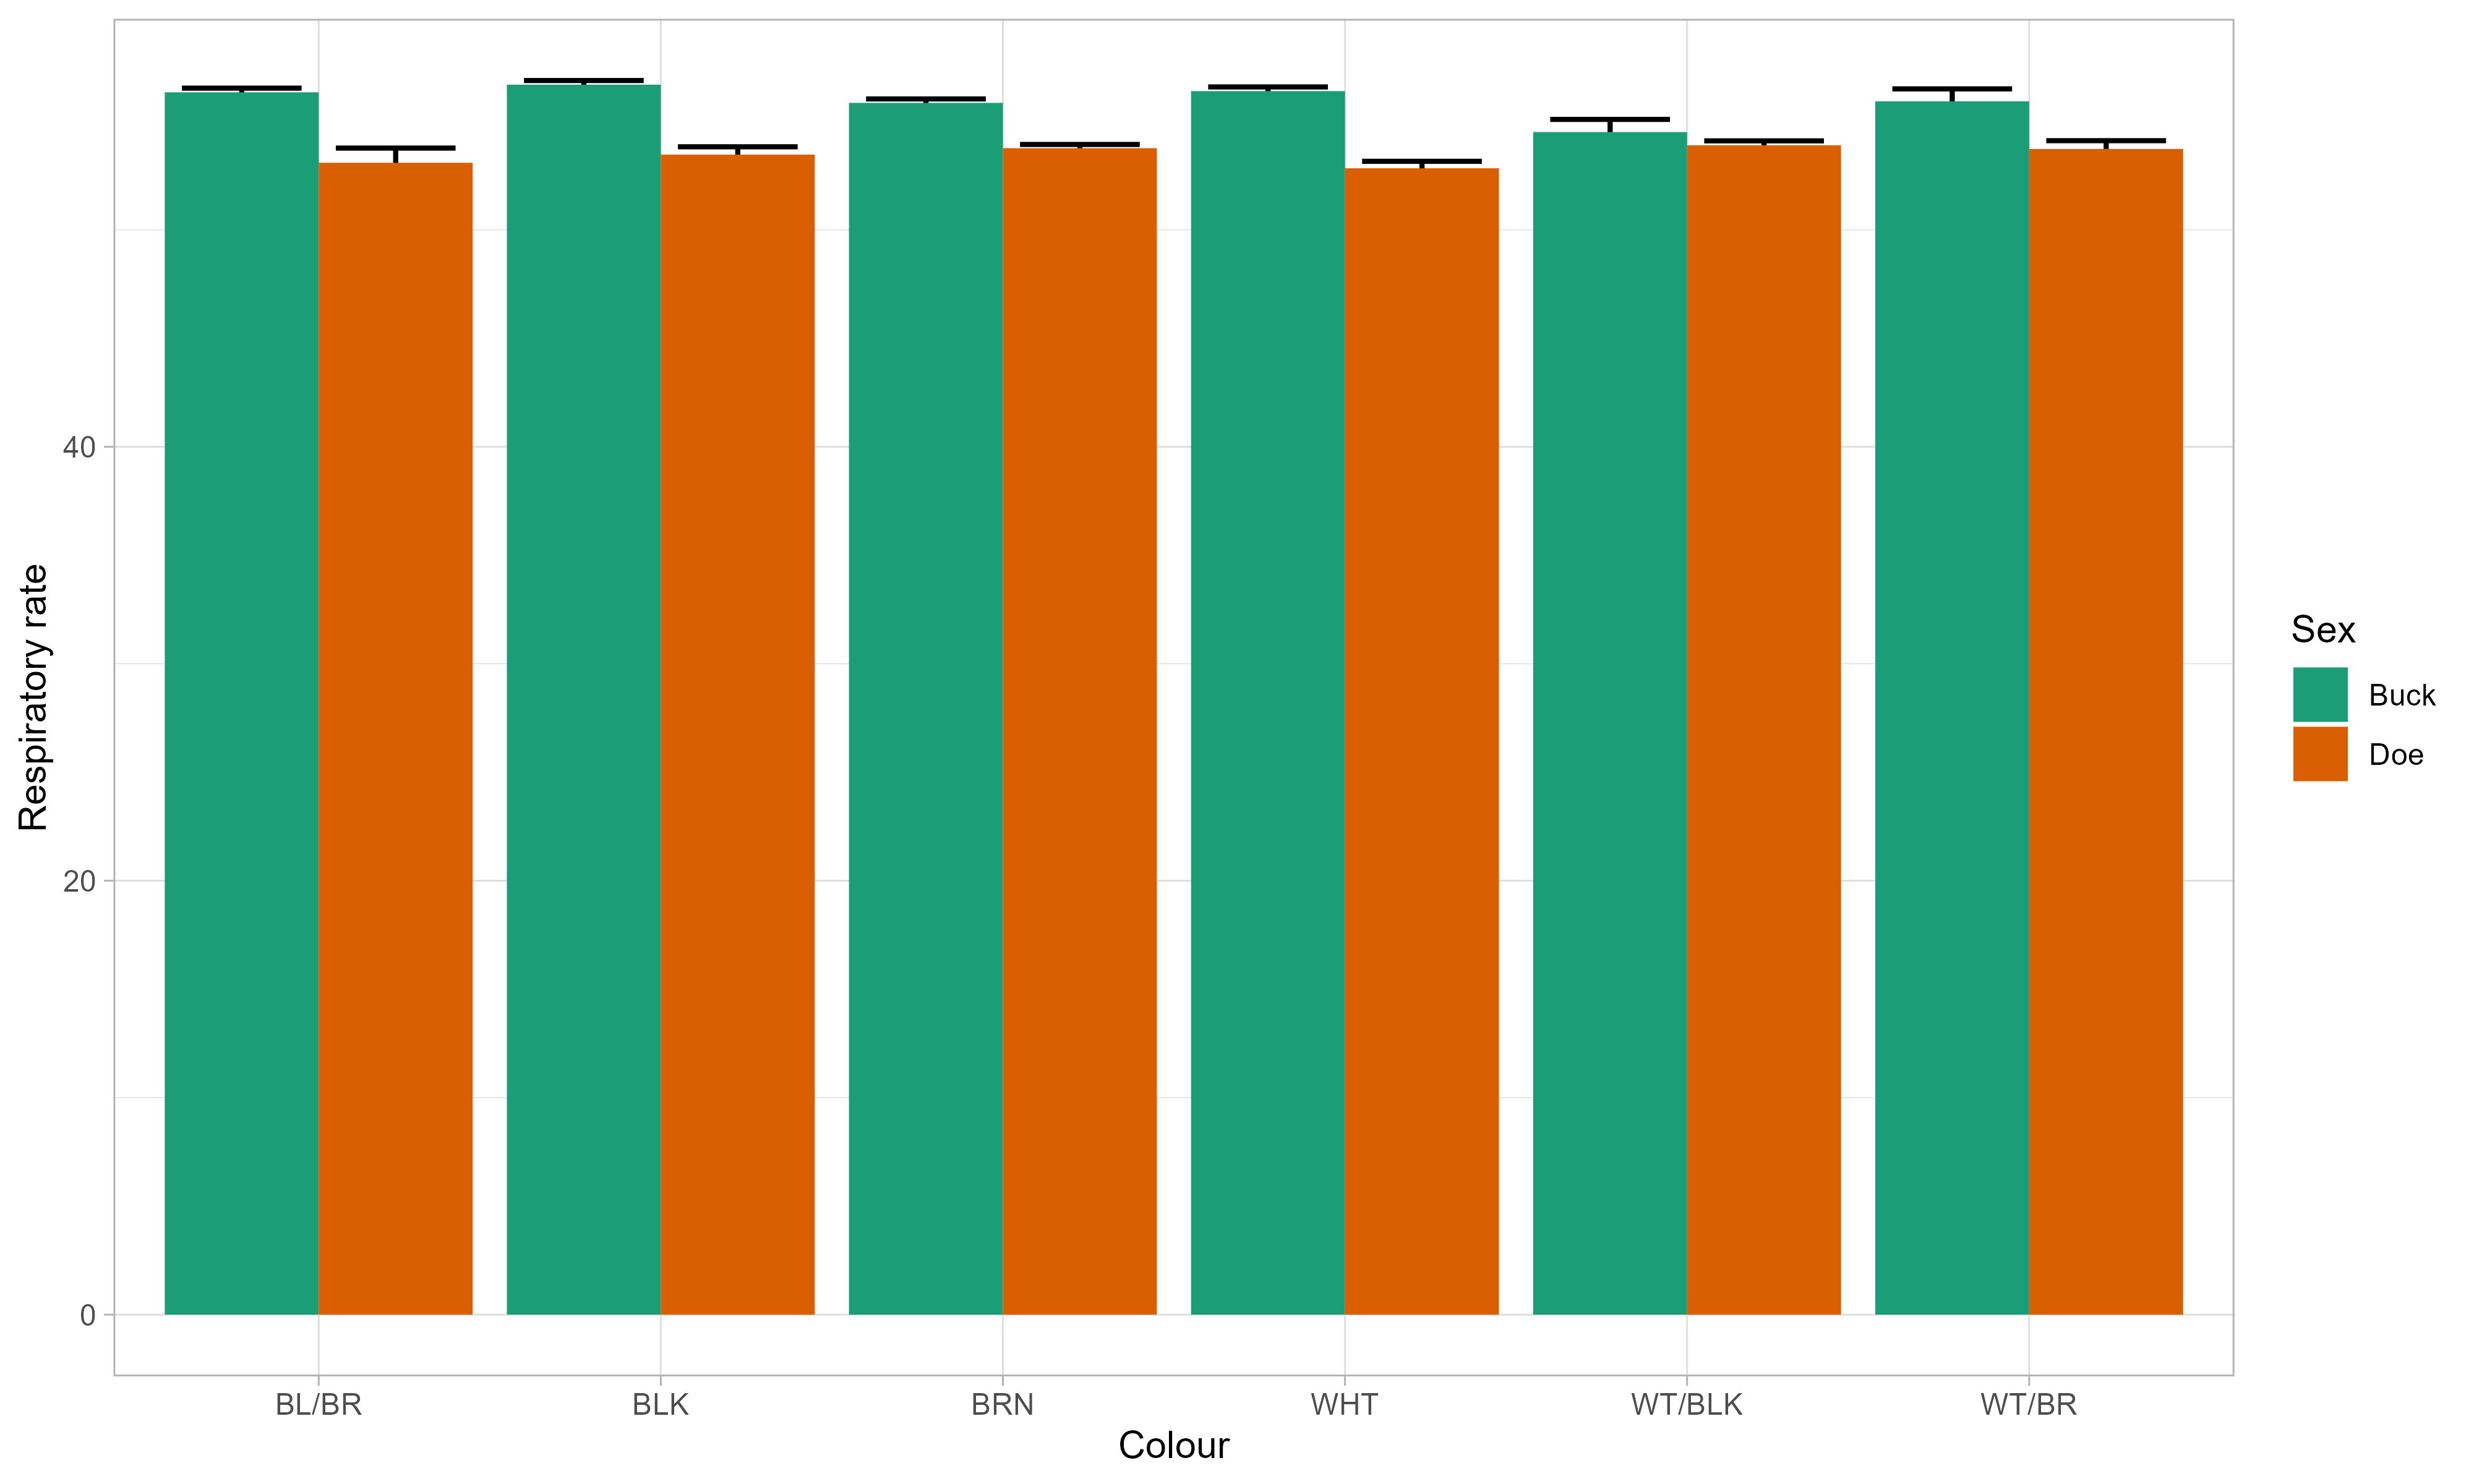 Respiratory rate
40
20
0
BL/BR
BLK
BRN
WHT
WT/BLK
WT/BR
Colour
Sex
Buck
Doe